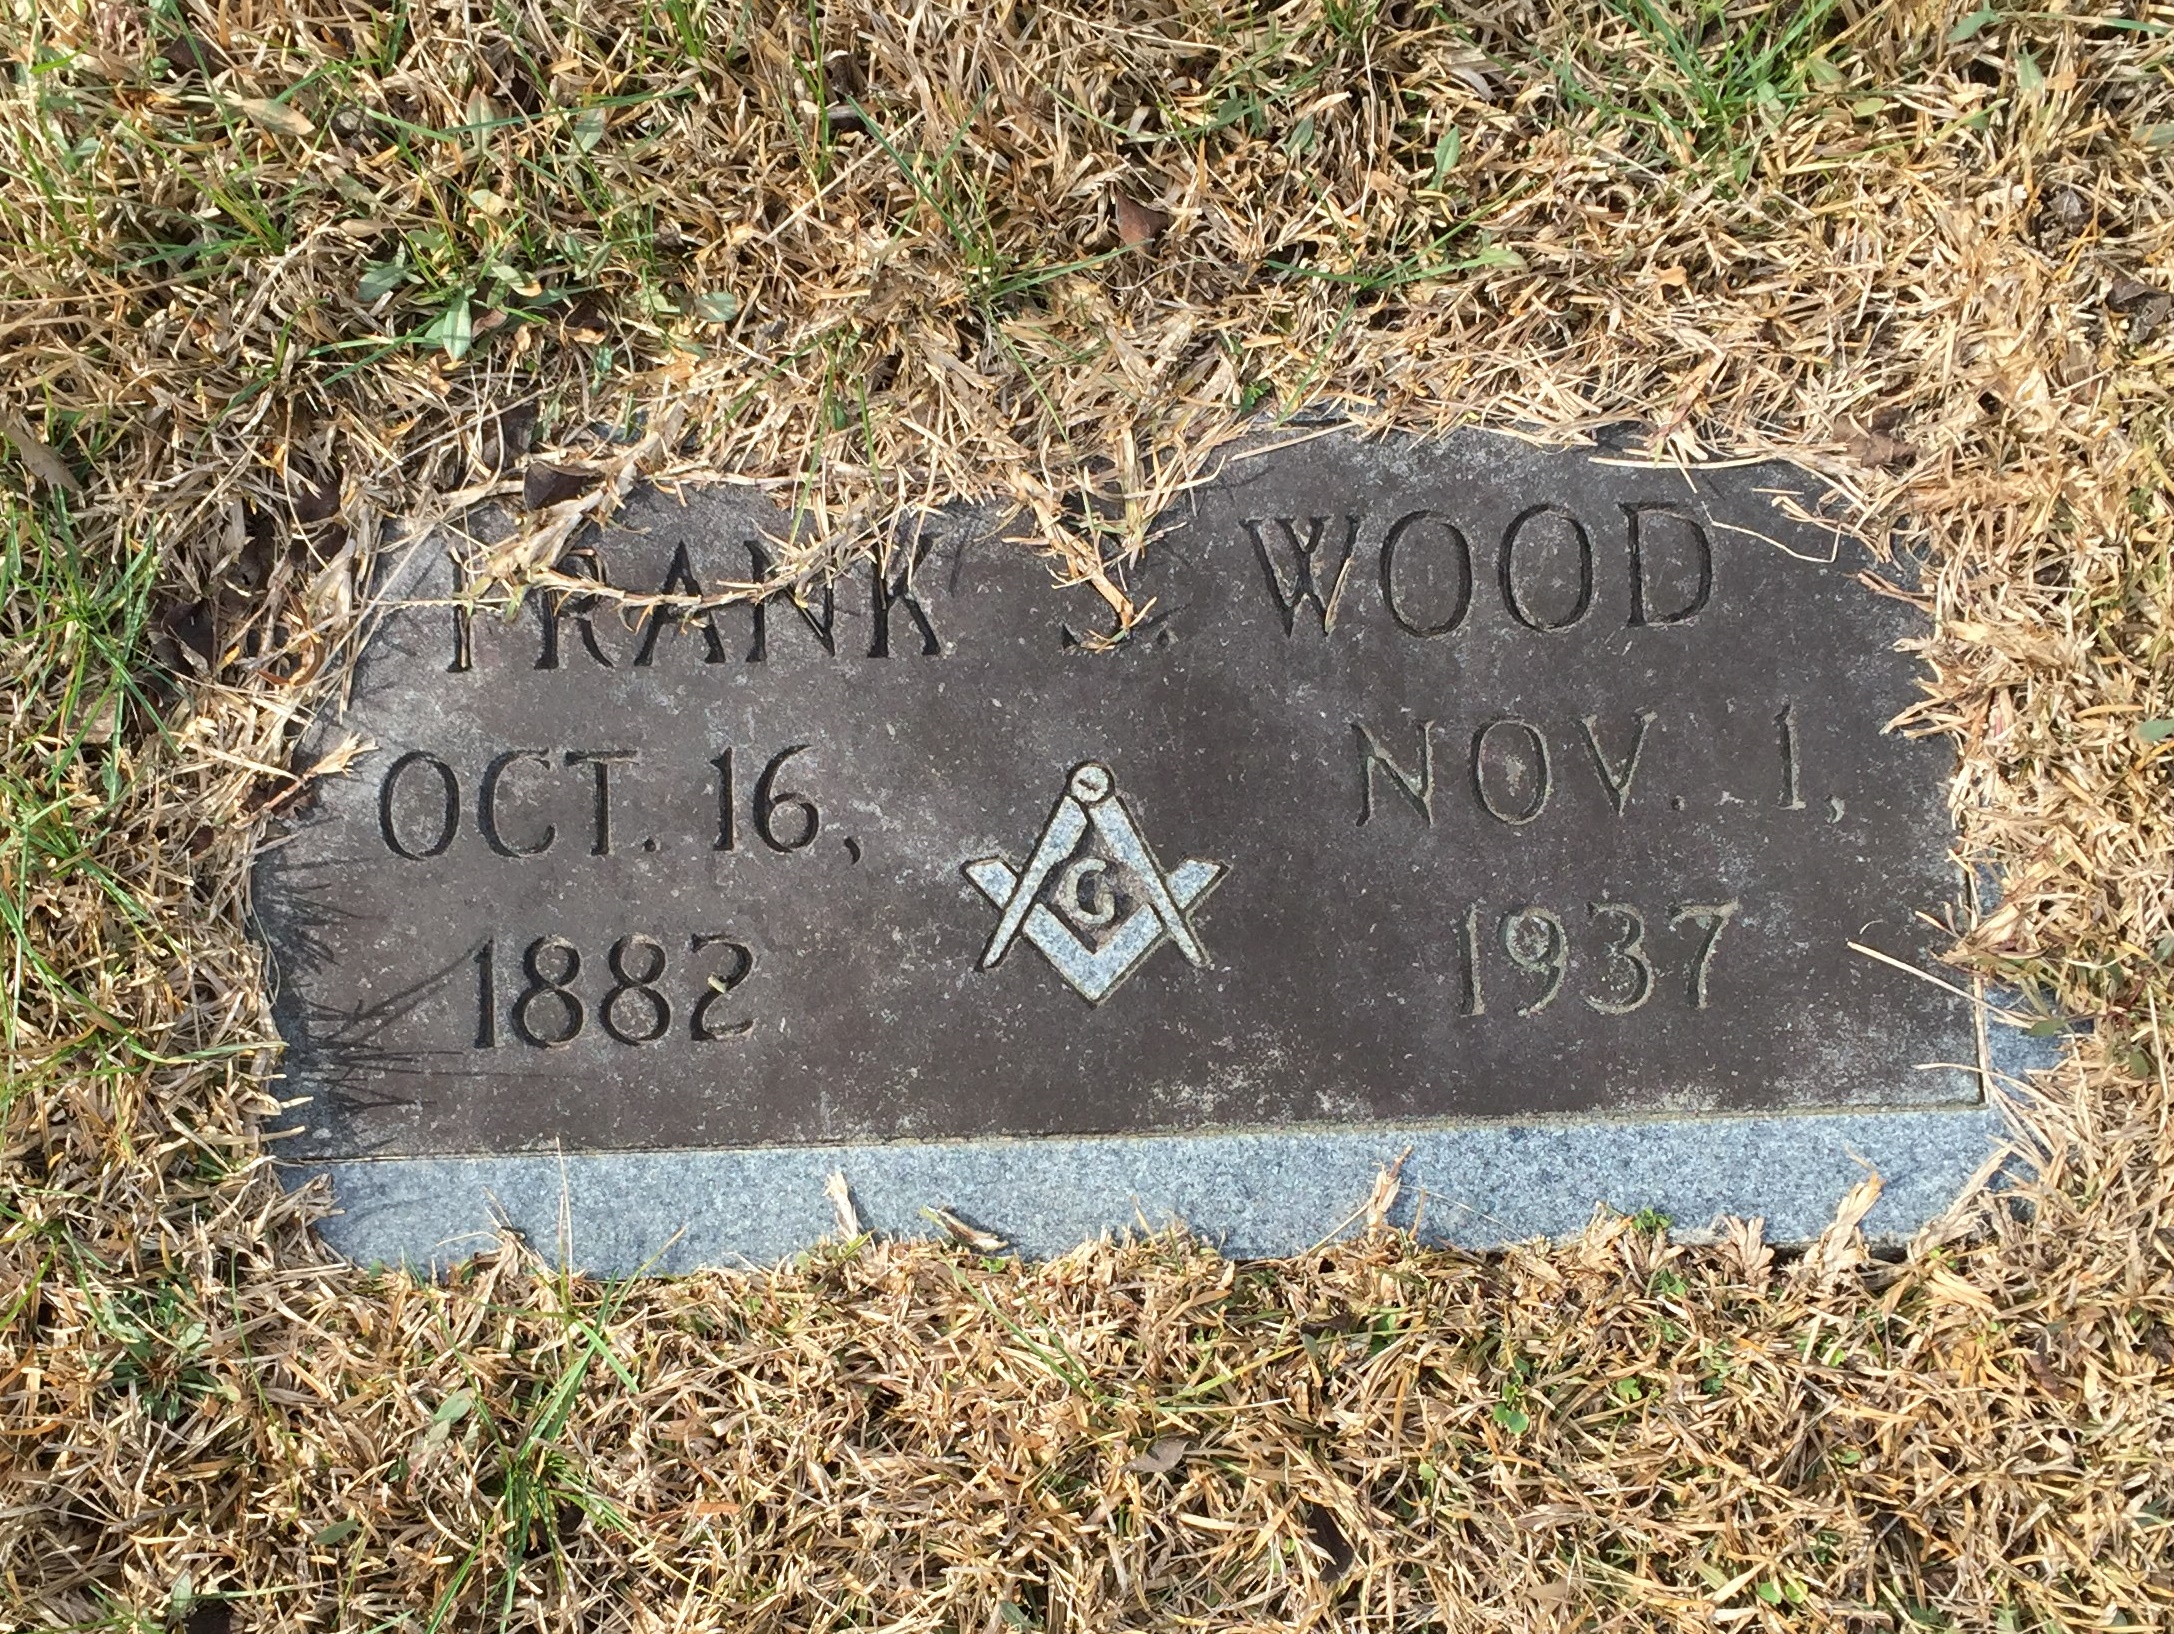 FRANK S. WOOD
OCT. 16, 1882
G
NOV. 1, 1937